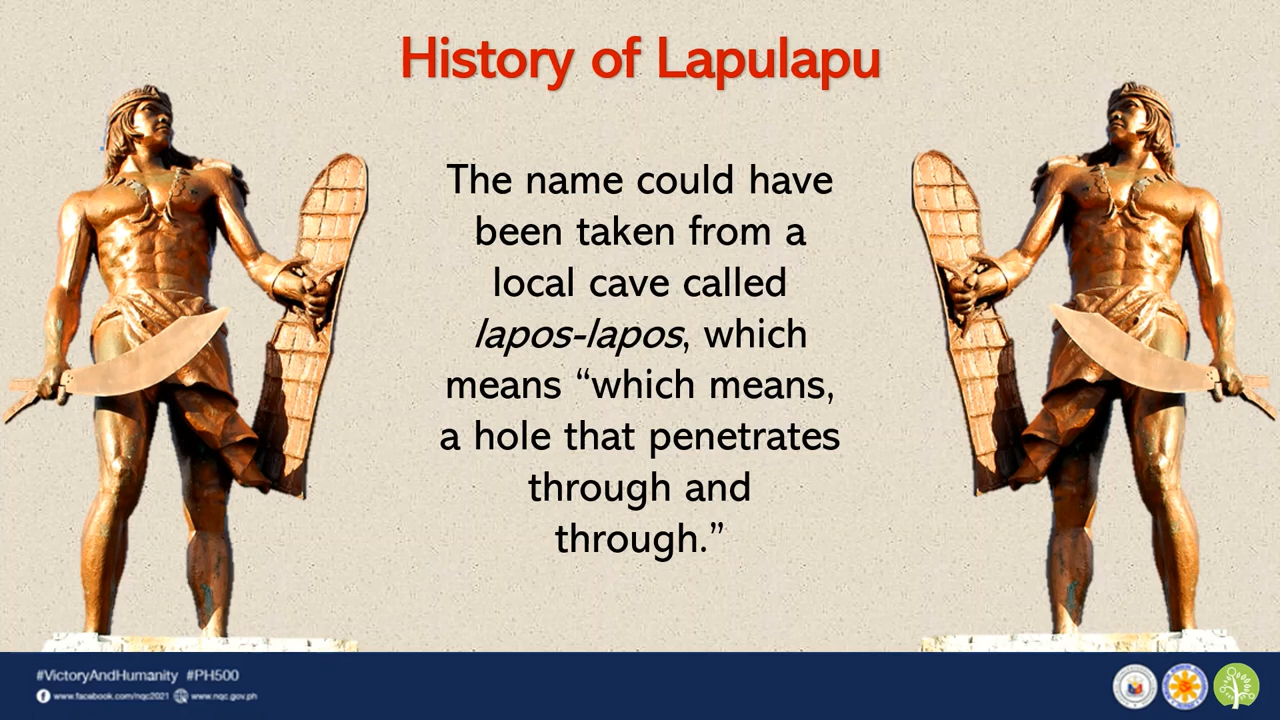 History of Lapulapu
The name could have
been taken from a
local cave called
lapos-lapos, which
means “which means,
a hole that penetrates
through and
through.”
#VictoryAndHumanity #PH500
www.facebook.com/nqc2021 www.nqc.gov.ph